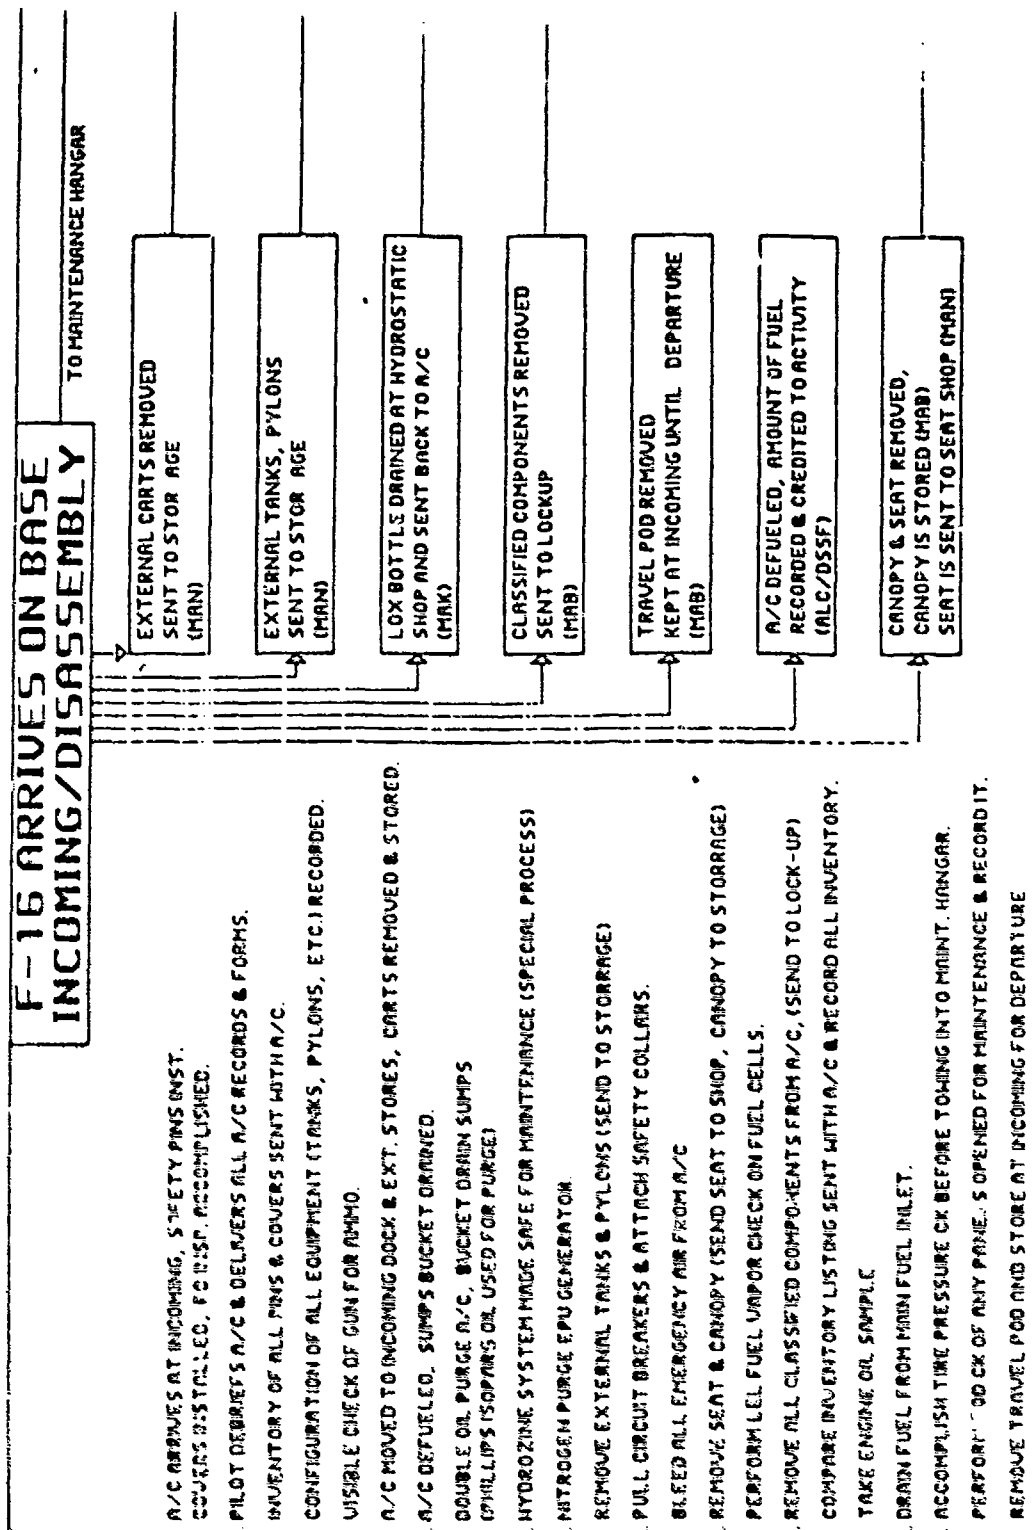 F-16 ARRIVES ON BASE
INCOMING/DISASSEMBLY
TO MAINTENANCE HANGAR
EXTERNAL CARTS REMOVED
SENT TO STOR AGE
(MAN)
EXTERNAL TANKS, PYLONS
SENT TO STOR AGE
(MAN)
LOX BOTTLS DRAINED AT HYDROSTATIC
SHOP AND SENT BACK TO A/C
(MAK)
CLASSIFIED COMPONENTS REMOVED
SENT TO LOCKUP
(MAB)
TRAVEL POD REMOVED
KEPT AT INCOMING UNTIL DEPARTURE
(MAB)
A/C DEFUELED, AMOUNT OF FUEL
RECORDED & CREDITED TO ACTIVITY
(ALC/DSSF)
CANOPY & SEAT REMOVED,
CANOPY IS STORED (MAB)
SEAT IS SENT TO SEAT SHOP (MAN)
A/C ARRIVES AT INCOMING, SAFETY PINS INST.
COVERS INSTALLED, FO INSP. ACCOMPLISHED.
PILOT DEBRIEFS A/C & DELIVERS ALL A/C RECORDS & FORMS.
INVENTORY OF ALL PINS & COVERS SENT WITH A/C.
CONFIGURATION OF ALL EQUIPMENT (TANKS, PYLONS, ETC.) RECORDED.
VISIBLE CHECK OF GUN FOR AMMO.
A/C MOVED TO INCOMING DOCK & EXT. STORES, CARTS REMOVED & STORED.
A/C DEFUELED, SUMPS BUCKET DRAINED.
DOUBLE OIL PURGE A/C, BUCKET DRAIN SUMPS
(PHILLIPS ISOPARS OIL USED FOR PURGE)
HYDROZINE SYSTEM MADE SAFE FOR MAINTENANCE (SPECIAL PROCESS)
NITROGEN PURGE EPU GENERATOR.
REMOVE EXTERNAL TANKS & PYLONS (SEND TO STORRAGE)
PULL CIRCUIT BREAKERS & ATTACH SAFETY COLLARS.
BLEED ALL EMERGENCY AIR FROM A/C
REMOVE SEAT & CANOPY (SEND SEAT TO SHOP, CANOPY TO STORRAGE)
PERFORM LEL FUEL VAPOR CHECK ON FUEL CELLS.
REMOVE ALL CLASSIFIED COMPONENTS FROM A/C, (SEND TO LOCK-UP)
COMPARE INVENTORY LISTING SENT WITH A/C & RECORD ALL INVENTORY.
TAKE ENGINE OIL SAMPLE
DRAIN FUEL FROM MAIN FUEL INLET.
ACCOMPLISH TIRE PRESSURE CK BEFORE TOWING INTO MAINT. HANGAR.
CK OF ANY OPENED FOR MAINTENANCE & RECORD IT.
REMOVE TRAVEL POD AND STORE AT INCOMING FOR DEPARTURE